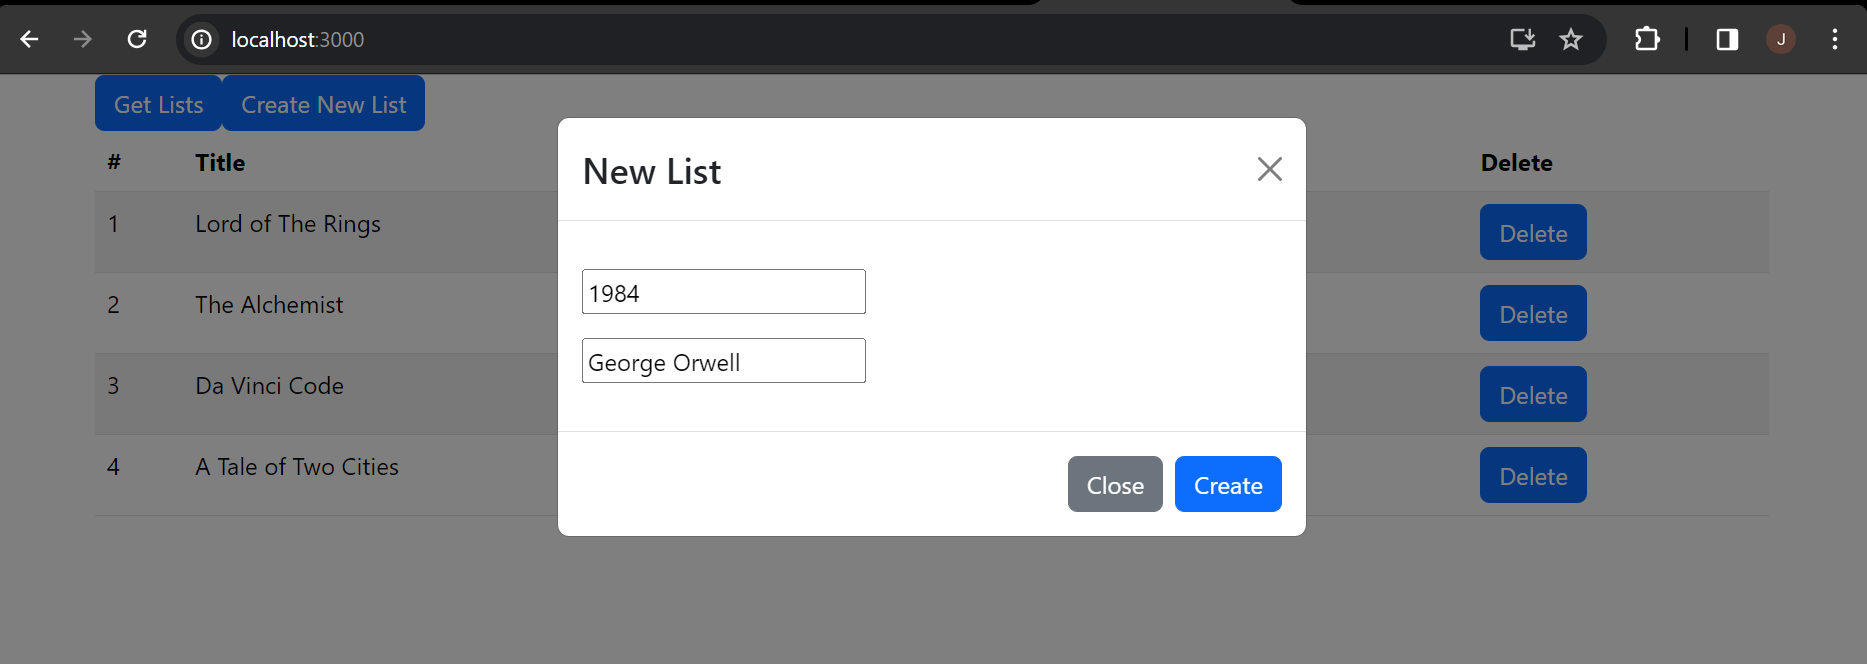 localhost:3000
J
Get Lists Create New List
# Title Delete
New List
1 Lord of The Rings Delete
2 The Alchemist Delete
1984
George Orwell
3 Da Vinci Code Delete
4 A Tale of Two Cities Delete
Close Create